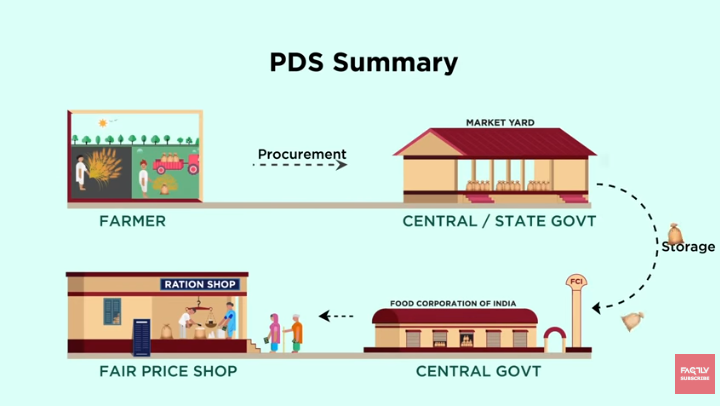 PDS Summary
MARKET YARD
Procurement
FARMER
CENTRAL / STATE GOVT
Storage
FCI
RATION SHOP
FOOD CORPORATION OF INDIA
FAIR PRICE SHOP
CENTRAL GOVT
FACTLY
SUBSCRIBE